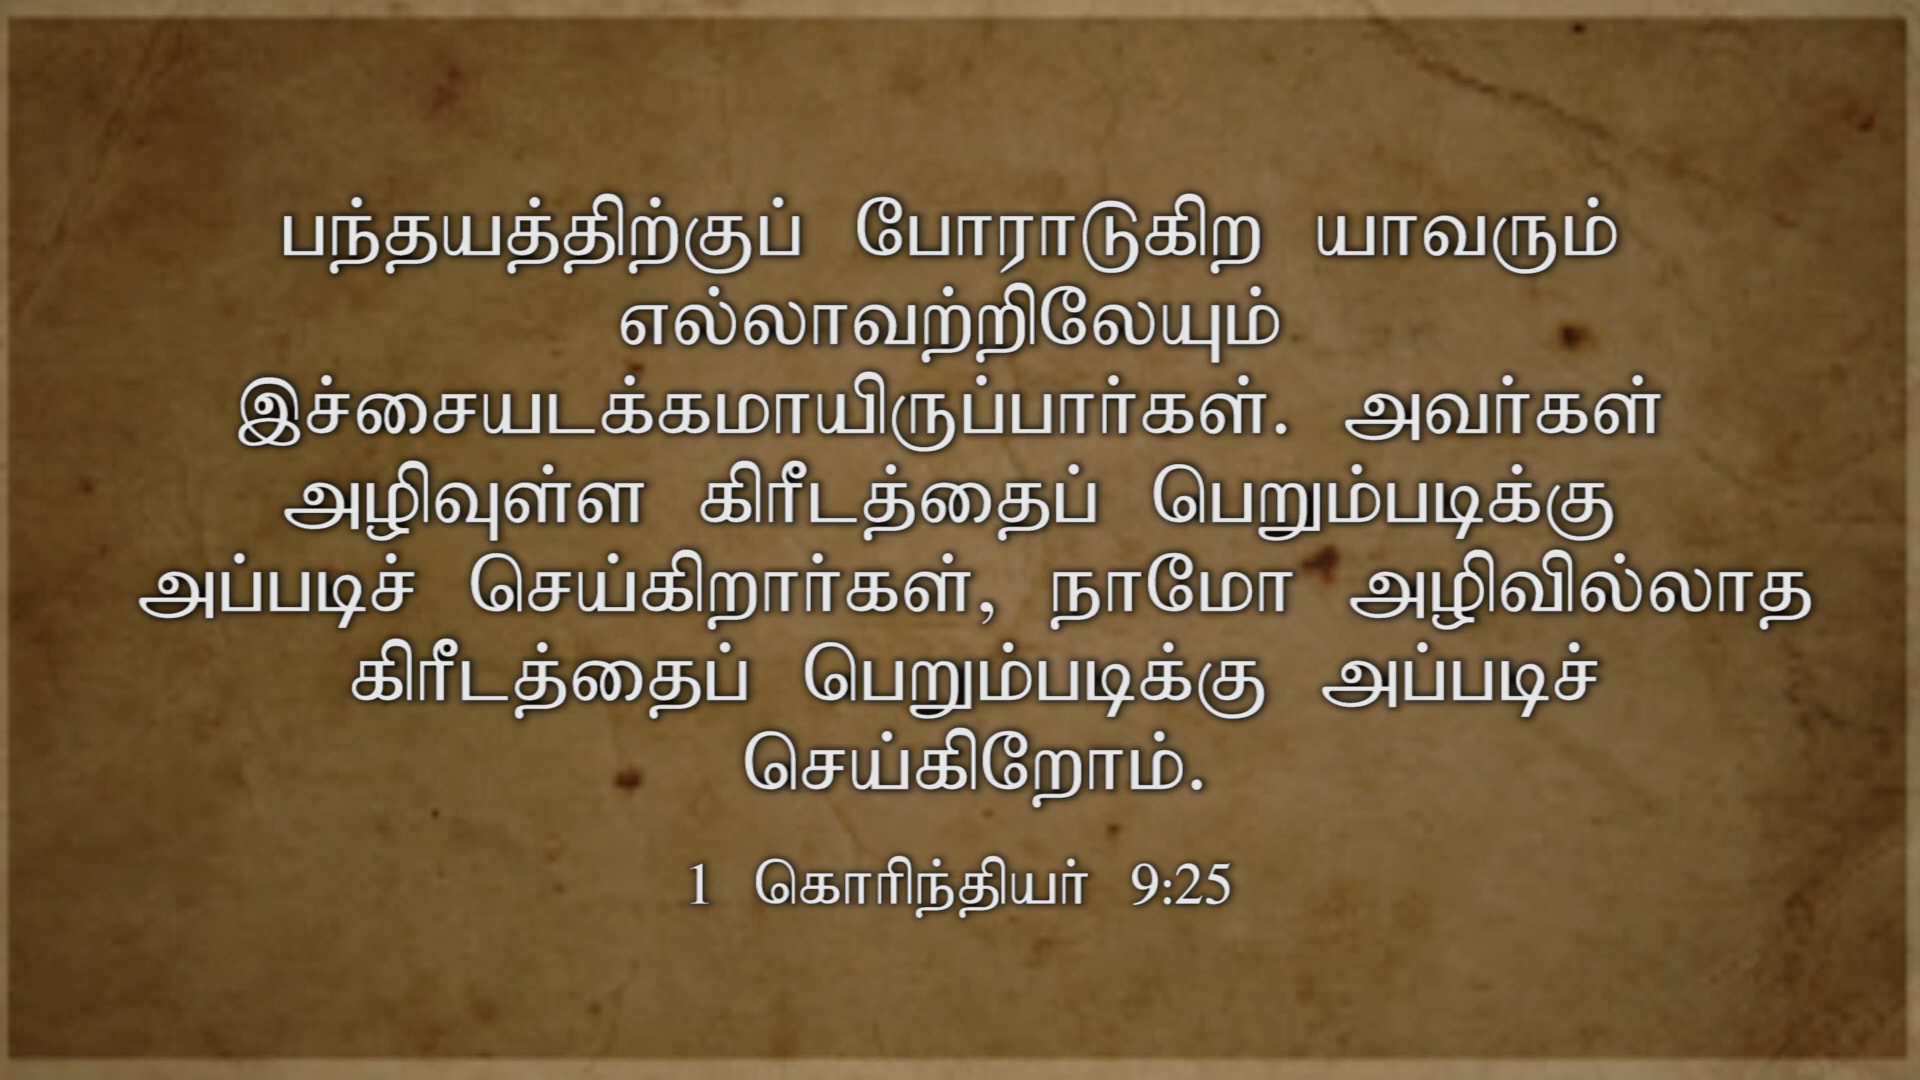 பந்தயத்திற்குப் போராடுகிற யாவரும்
எல்லாவற்றிலேயும்
இச்சையடக்கமாயிருப்பார்கள். அவர்கள்
அழிவுள்ள கிரீடத்தைப் பெறும்படிக்கு
அப்படிச் செய்கிறார்கள், நாமோ அழிவில்லாத
கிரீடத்தைப் பெறும்படிக்கு அப்படிச்
செய்கிறோம்.
1 கொரிந்தியர் 9:25